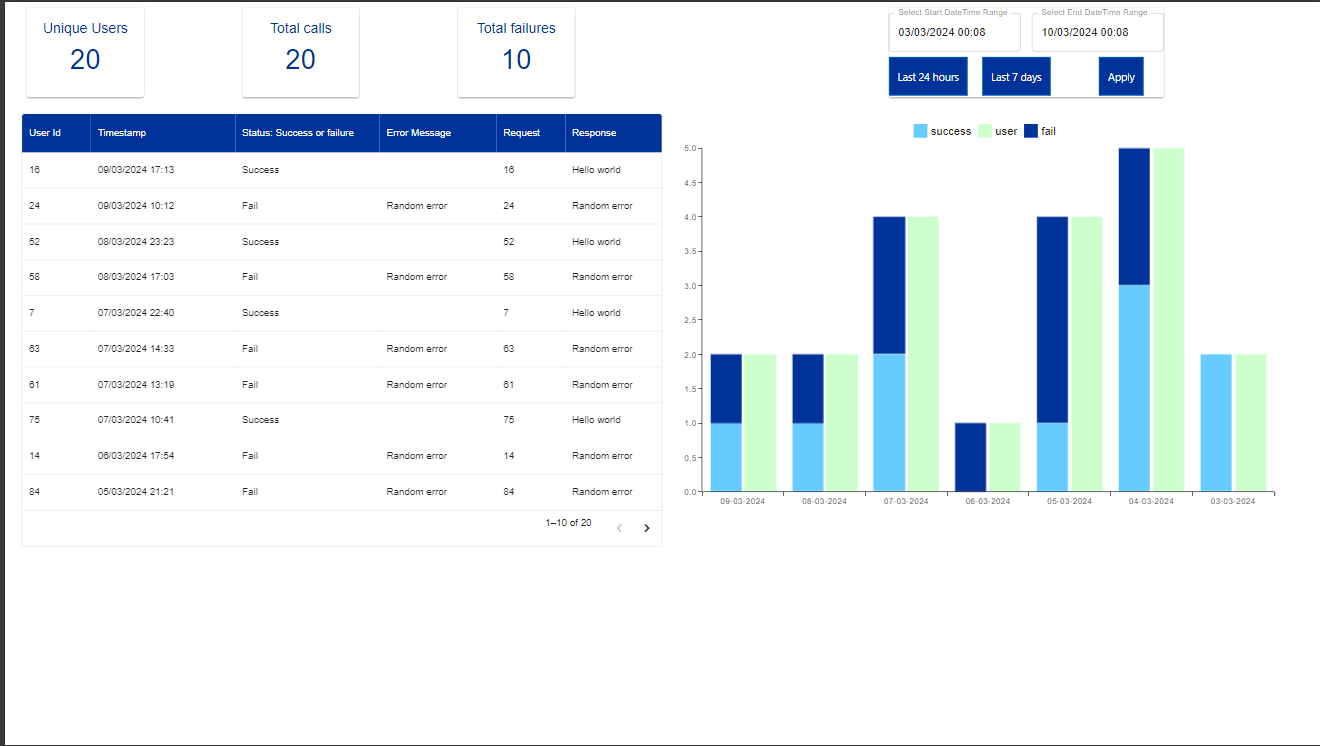 Unique Users
20
Total calls
20
Total failures
10
Select Start DateTime Range
03/03/2024 00:08
Select End DateTime Range
10/03/2024 00:08
Last 24 hours
Last 7 days
Apply
User Id Timestamp Status: Success or failure Error Message Request Response
16 09/03/2024 17:13 Success 16 Hello world
24 09/03/2024 10:12 Fail Random error 24 Random error
52 08/03/2024 23:23 Success 52 Hello world
58 08/03/2024 17:03 Fail Random error 58 Random error
7 07/03/2024 22:40 Success 7 Hello world
63 07/03/2024 14:33 Fail Random error 63 Random error
61 07/03/2024 13:19 Fail Random error 61 Random error
75 07/03/2024 10:41 Success 75 Hello world
14 06/03/2024 17:54 Fail Random error 14 Random error
84 05/03/2024 21:21 Fail Random error 84 Random error
1–10 of 20
success user fail
5.0
4.5
4.0
3.5
3.0
2.5
2.0
1.5
1.0
0.5
0.0
09-03-2024 08-03-2024 07-03-2024 06-03-2024 05-03-2024 04-03-2024 03-03-2024